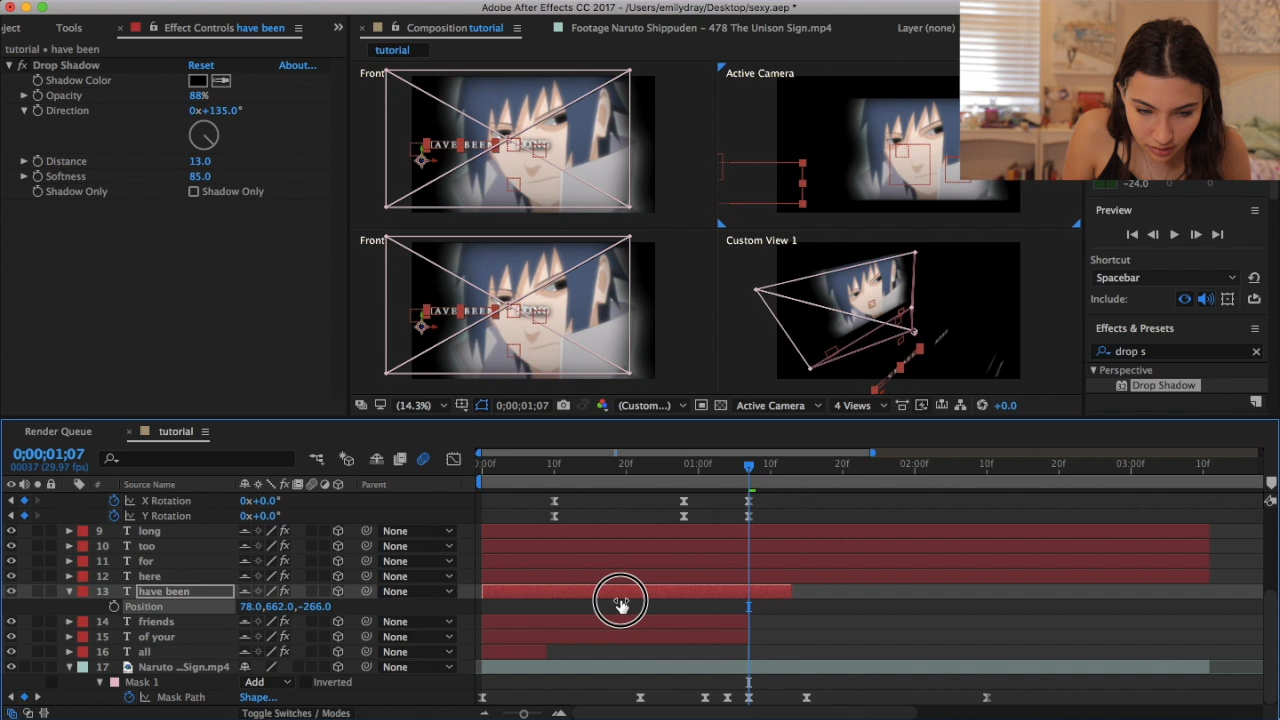 Adobe After Effects CC 2017 - /Users/emilydray/Desktop/sexy.aep *
ject Tools × Effect Controls have been »
Composition tutorial
Footage Naruto Shippuden – 478 The Unison Sign.mp4
Layer (none)
tutorial • have been
tutorial
fx Drop Shadow Reset About...
Shadow Color
Opacity 88%
Direction 0x+135.0°
Distance 13.0
Softness 85.0
Shadow Only Shadow Only
Front
Active Camera
Front
Custom View 1
-24.0 0 0
Preview
Shortcut
Spacebar
Include:
Effects & Presets
drop s
Perspective
Drop Shadow
(14.3%) 0;00;01;07 (Custom... Active Camera 4 Views +0.0
Render Queue × tutorial
0;00;01;07
00037 (29.97 fps)
:00f 10f 20f 01:00f 10f 20f 02:00f 10f 20f 03:00f 10f
# Source Name Parent
X Rotation 0x+0.0°
Y Rotation 0x+0.0°
9 T long None
10 T too None
11 T for None
12 T here None
13 T have been None
Position 78.0,662.0,-266.0
14 T friends None
15 T of your None
16 T all None
17 Naruto ...Sign.mp4 None
Mask 1 Add Inverted
Mask Path Shape...
Toggle Switches / Modes